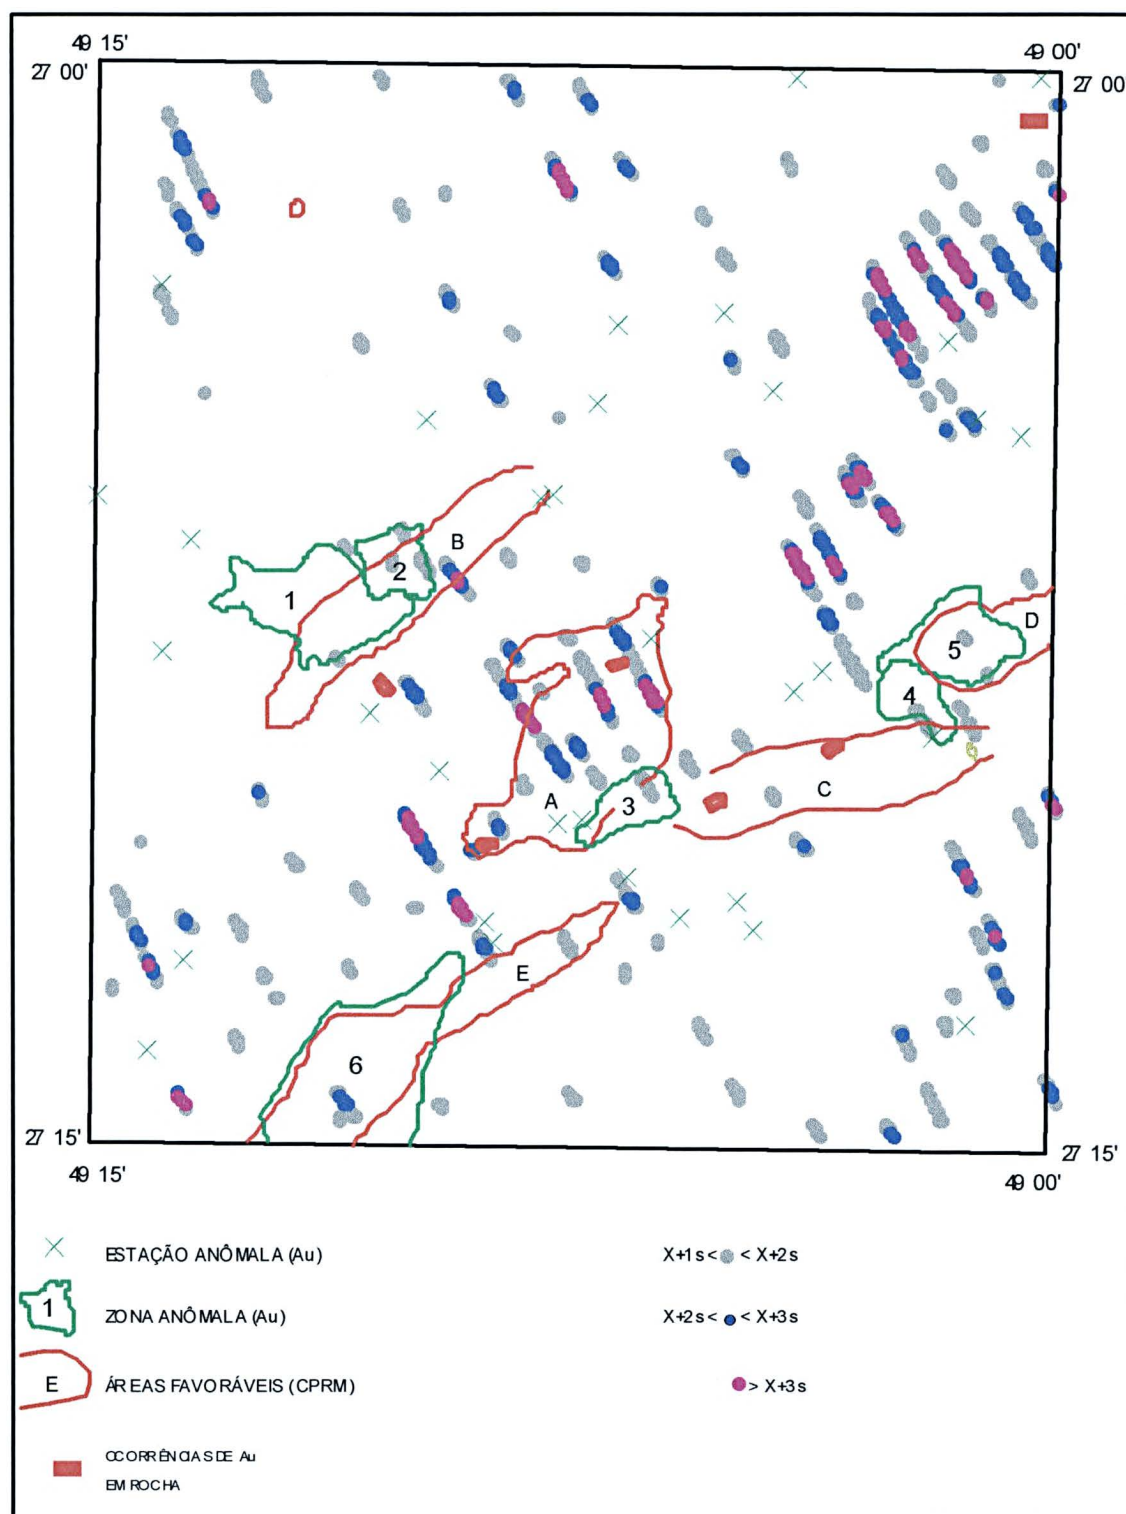 49 15'
49 00'
27 00'
27 00'
B
2
1
D
5
4
C
A
3
E
6
27 15'
27 15'
49 15'
49 00'
ESTAÇÃO ANÔMALA (Au)
X+1s < < X+2s
1
ZONA ANÔMALA (Au)
X+2s < < X+3s
E
ÁREAS FAVORÁVEIS (CPRM)
> X+3s
OCORRÊNCIAS DE Au
EM ROCHA